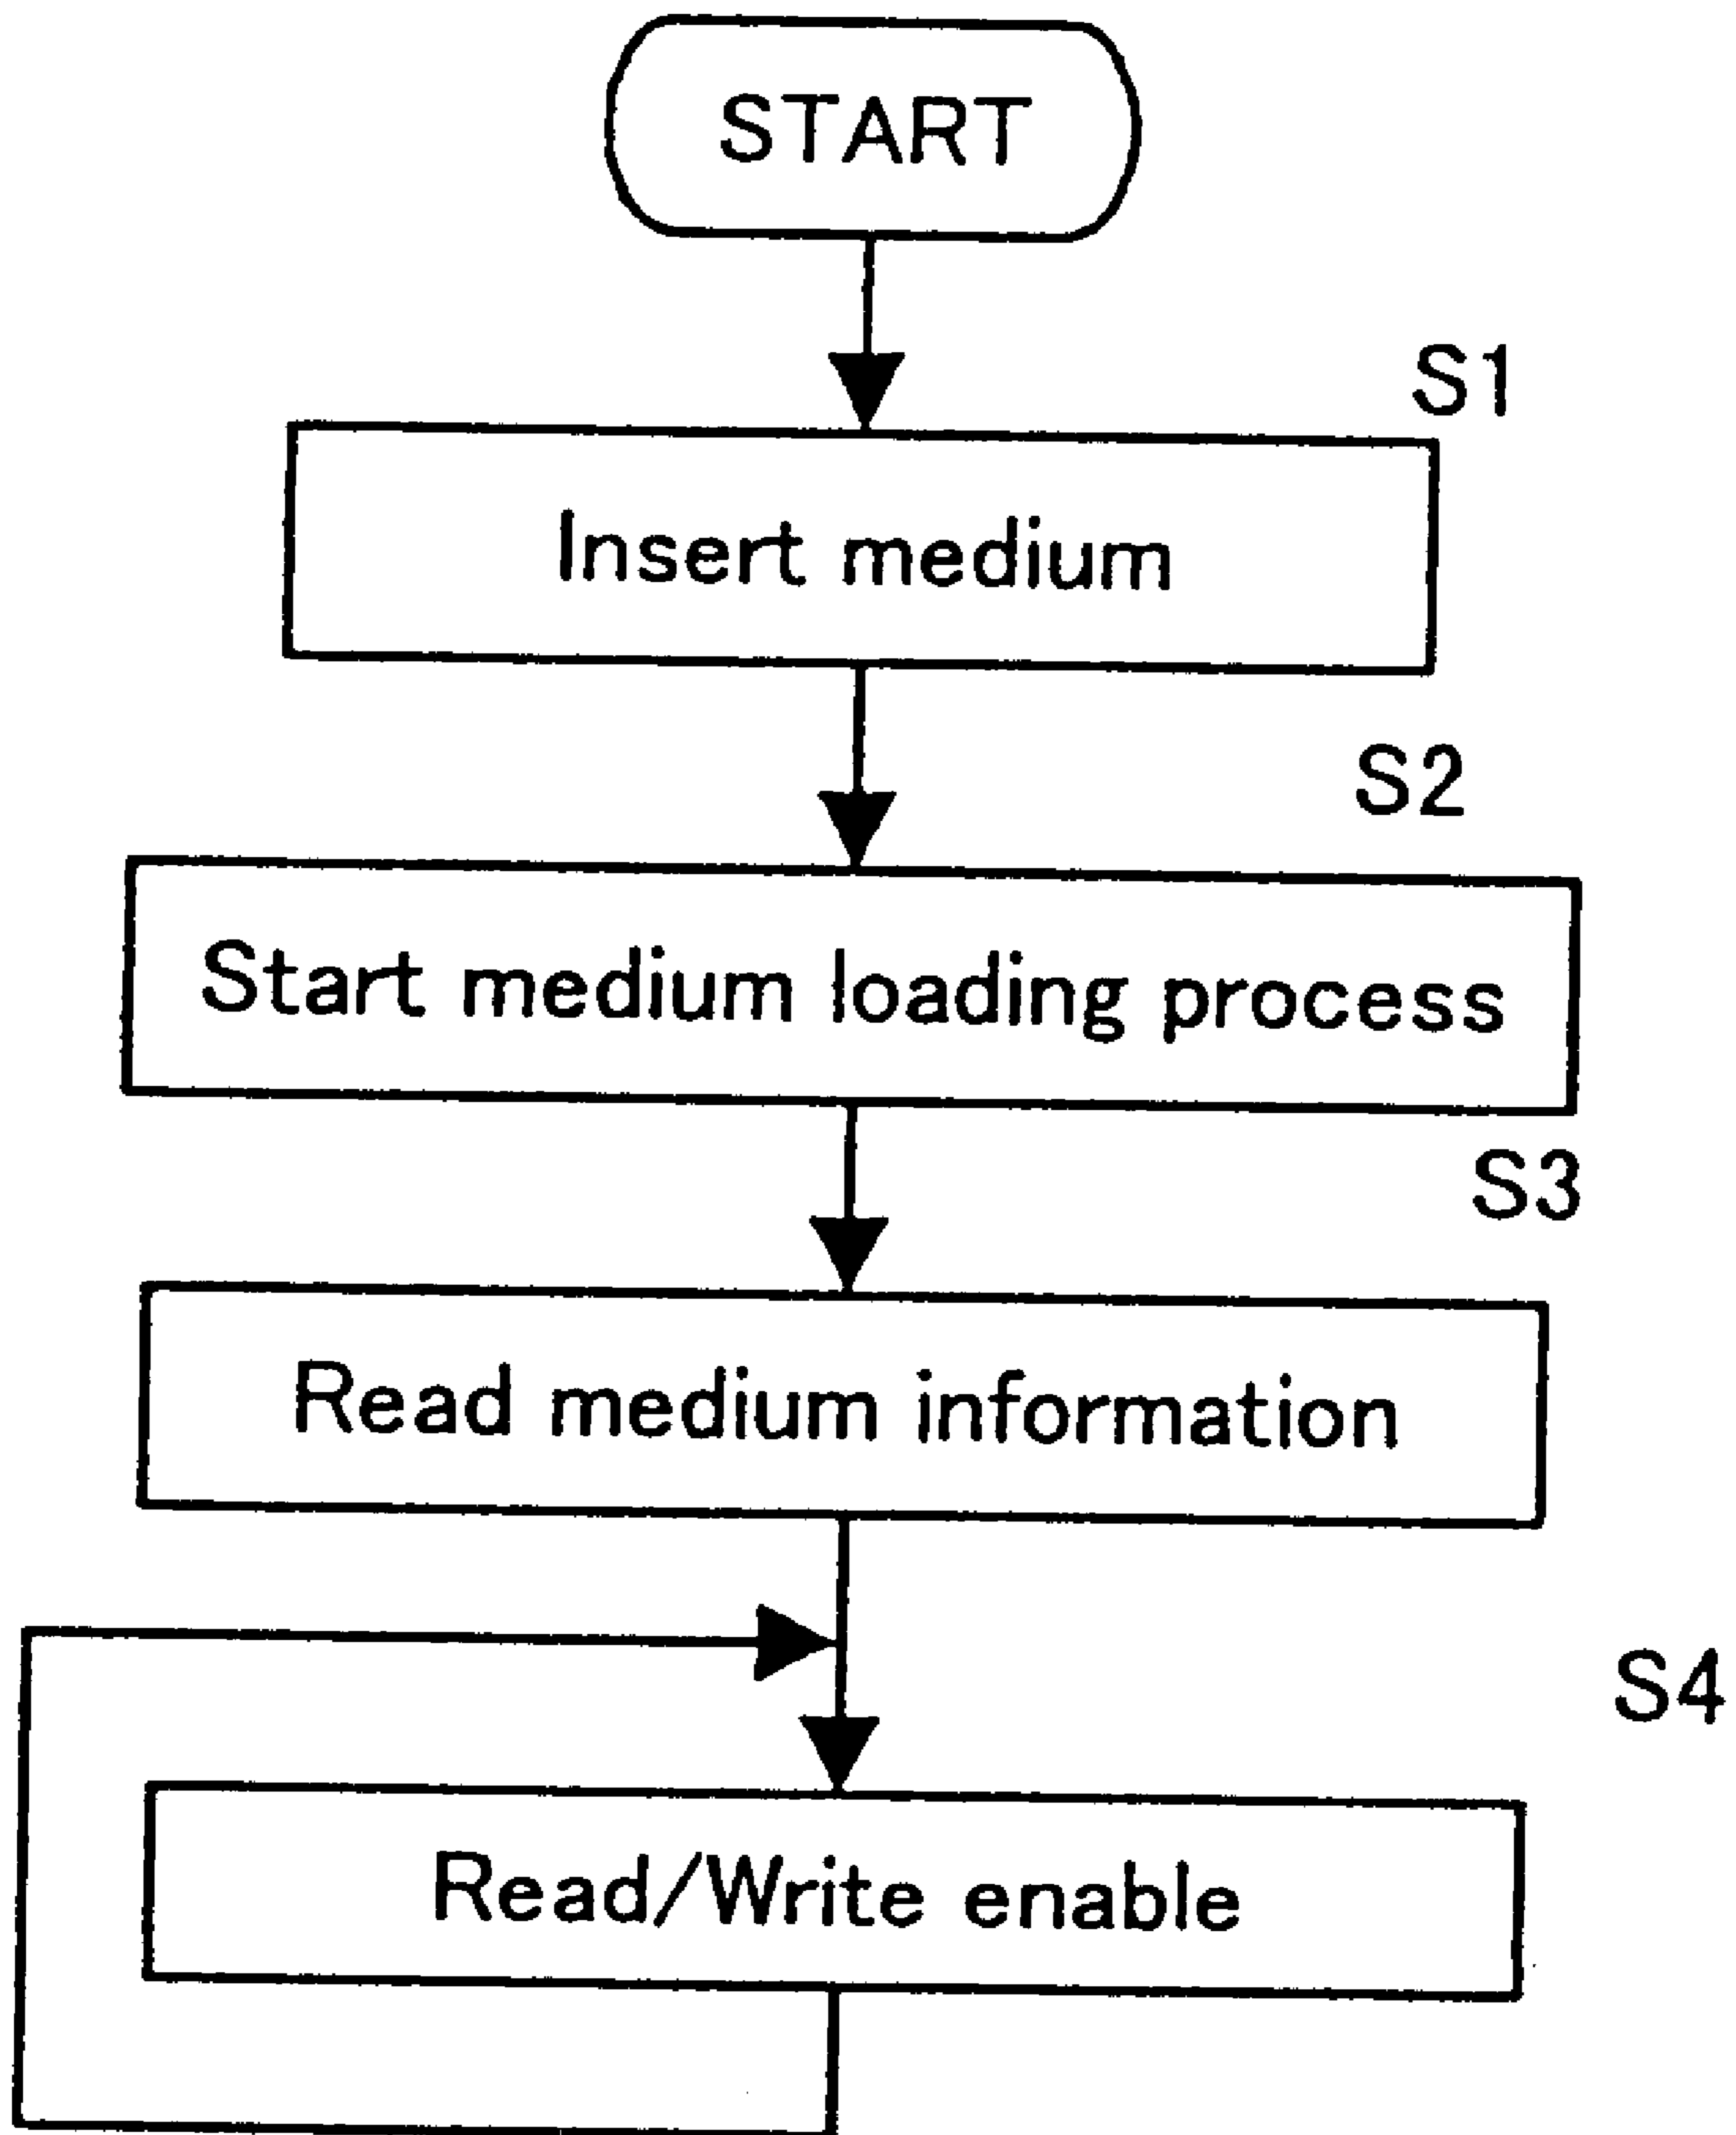 START
S1
Insert medium
S2
Start medium loading process
S3
Read medium information
S4
Read/Write enable